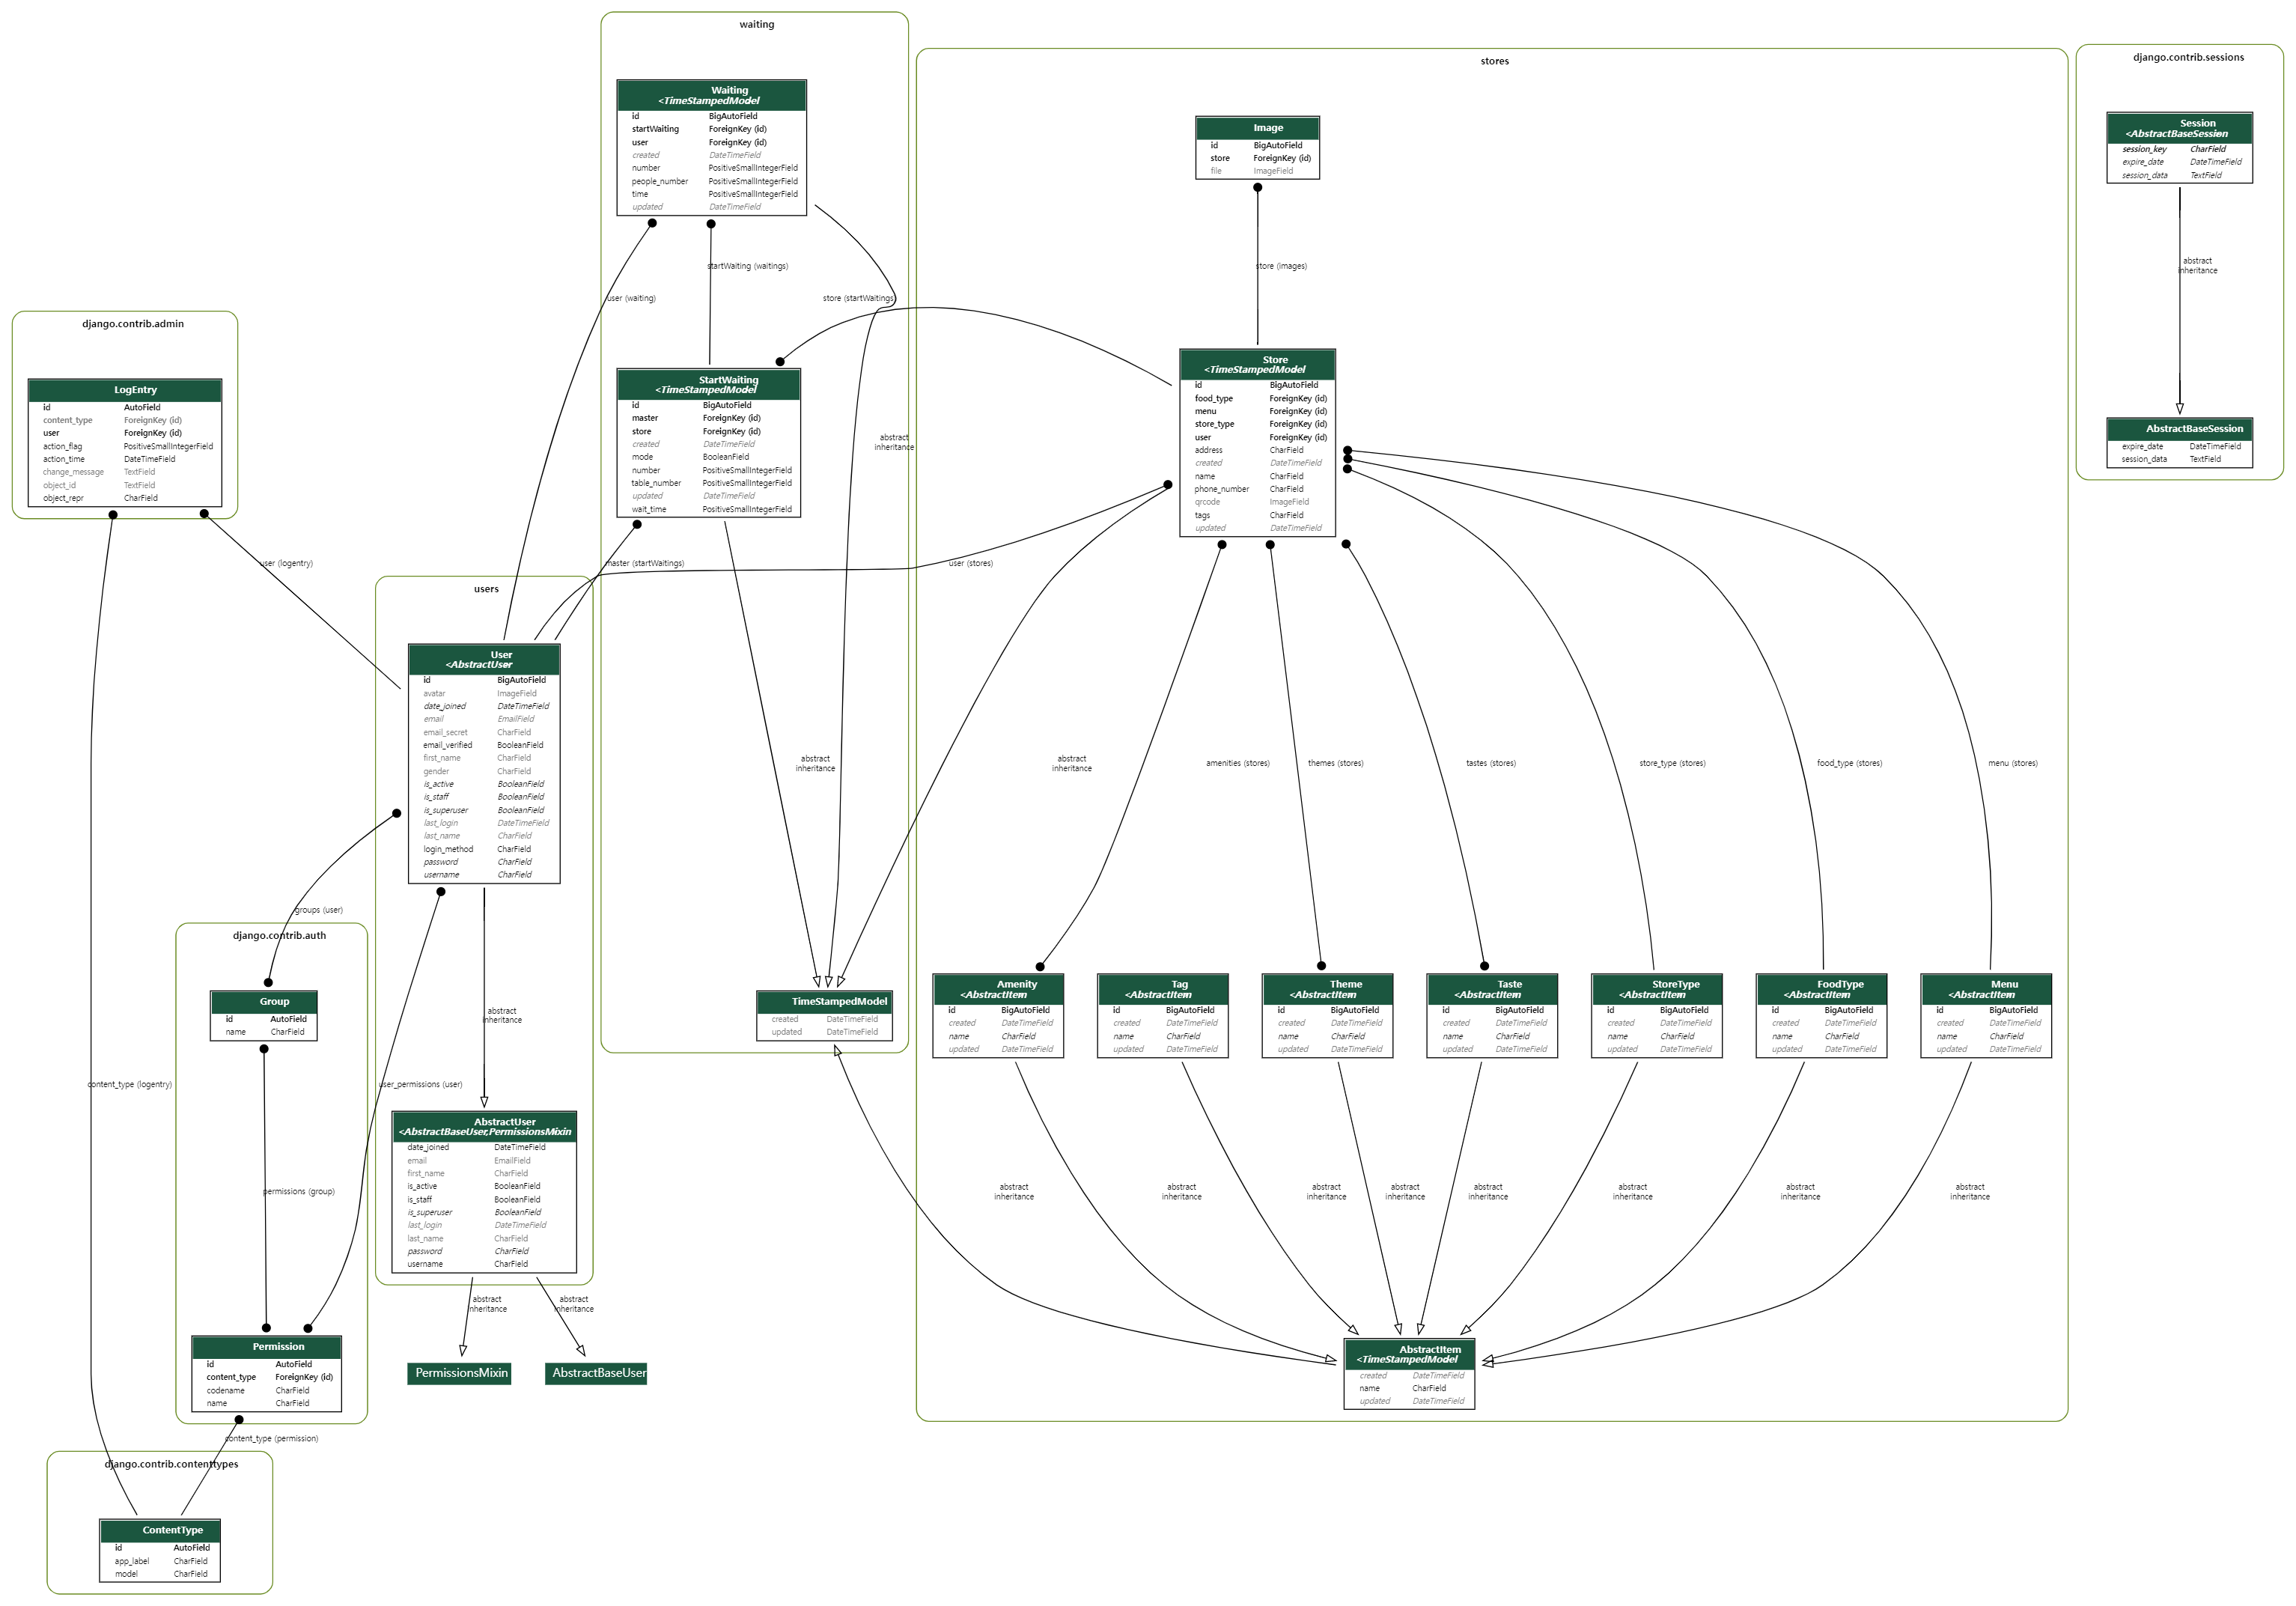 waiting
Waiting
<TimeStampedModel>
id BigAutoField
startWaiting ForeignKey (id)
user ForeignKey (id)
created DateTimeField
number PositiveSmallIntegerField
people_number PositiveSmallIntegerField
time PositiveSmallIntegerField
updated DateTimeField
startWaiting (waitings)
user (waiting)
store (startWaitings)
StartWaiting
<TimeStampedModel>
id BigAutoField
master ForeignKey (id)
store ForeignKey (id)
created DateTimeField
mode BooleanField
number PositiveSmallIntegerField
table_number PositiveSmallIntegerField
updated DateTimeField
wait_time PositiveSmallIntegerField
abstract
inheritance
master (startWaitings)
user (stores)
abstract
inheritance
TimeStampedModel
created DateTimeField
updated DateTimeField
stores
Image
id BigAutoField
store ForeignKey (id)
file ImageField
store (images)
Store
<TimeStampedModel>
id BigAutoField
food_type ForeignKey (id)
menu ForeignKey (id)
store_type ForeignKey (id)
user ForeignKey (id)
address CharField
created DateTimeField
name CharField
phone_number CharField
qrcode ImageField
tags CharField
updated DateTimeField
abstract
inheritance
amenities (stores)
themes (stores)
tastes (stores)
store_type (stores)
food_type (stores)
menu (stores)
Amenity
<AbstractItem>
id BigAutoField
created DateTimeField
name CharField
updated DateTimeField
Tag
<AbstractItem>
id BigAutoField
created DateTimeField
name CharField
updated DateTimeField
Theme
<AbstractItem>
id BigAutoField
created DateTimeField
name CharField
updated DateTimeField
Taste
<AbstractItem>
id BigAutoField
created DateTimeField
name CharField
updated DateTimeField
StoreType
<AbstractItem>
id BigAutoField
created DateTimeField
name CharField
updated DateTimeField
FoodType
<AbstractItem>
id BigAutoField
created DateTimeField
name CharField
updated DateTimeField
Menu
<AbstractItem>
id BigAutoField
created DateTimeField
name CharField
updated DateTimeField
abstract
inheritance
abstract
inheritance
abstract
inheritance
abstract
inheritance
abstract
inheritance
abstract
inheritance
abstract
inheritance
abstract
inheritance
AbstractItem
<TimeStampedModel>
created DateTimeField
name CharField
updated DateTimeField
django.contrib.sessions
Session
<AbstractBaseSession>
session_key CharField
expire_date DateTimeField
session_data TextField
abstract
inheritance
AbstractBaseSession
expire_date DateTimeField
session_data TextField
django.contrib.admin
LogEntry
id AutoField
content_type ForeignKey (id)
user ForeignKey (id)
action_flag PositiveSmallIntegerField
action_time DateTimeField
change_message TextField
object_id TextField
object_repr CharField
user (logentry)
content_type (logentry)
users
User
<AbstractUser>
id BigAutoField
avatar ImageField
date_joined DateTimeField
email EmailField
email_secret CharField
email_verified BooleanField
first_name CharField
gender CharField
is_active BooleanField
is_staff BooleanField
is_superuser BooleanField
last_login DateTimeField
last_name CharField
login_method CharField
password CharField
username CharField
groups (user)
abstract
inheritance
user_permissions (user)
AbstractUser
<AbstractBaseUser,PermissionsMixin>
date_joined DateTimeField
email EmailField
first_name CharField
is_active BooleanField
is_staff BooleanField
is_superuser BooleanField
last_login DateTimeField
last_name CharField
password CharField
username CharField
abstract
inheritance
abstract
inheritance
PermissionsMixin
AbstractBaseUser
django.contrib.auth
Group
id AutoField
name CharField
permissions (group)
Permission
id AutoField
content_type ForeignKey (id)
codename CharField
name CharField
content_type (permission)
django.contrib.contenttypes
ContentType
id AutoField
app_label CharField
model CharField